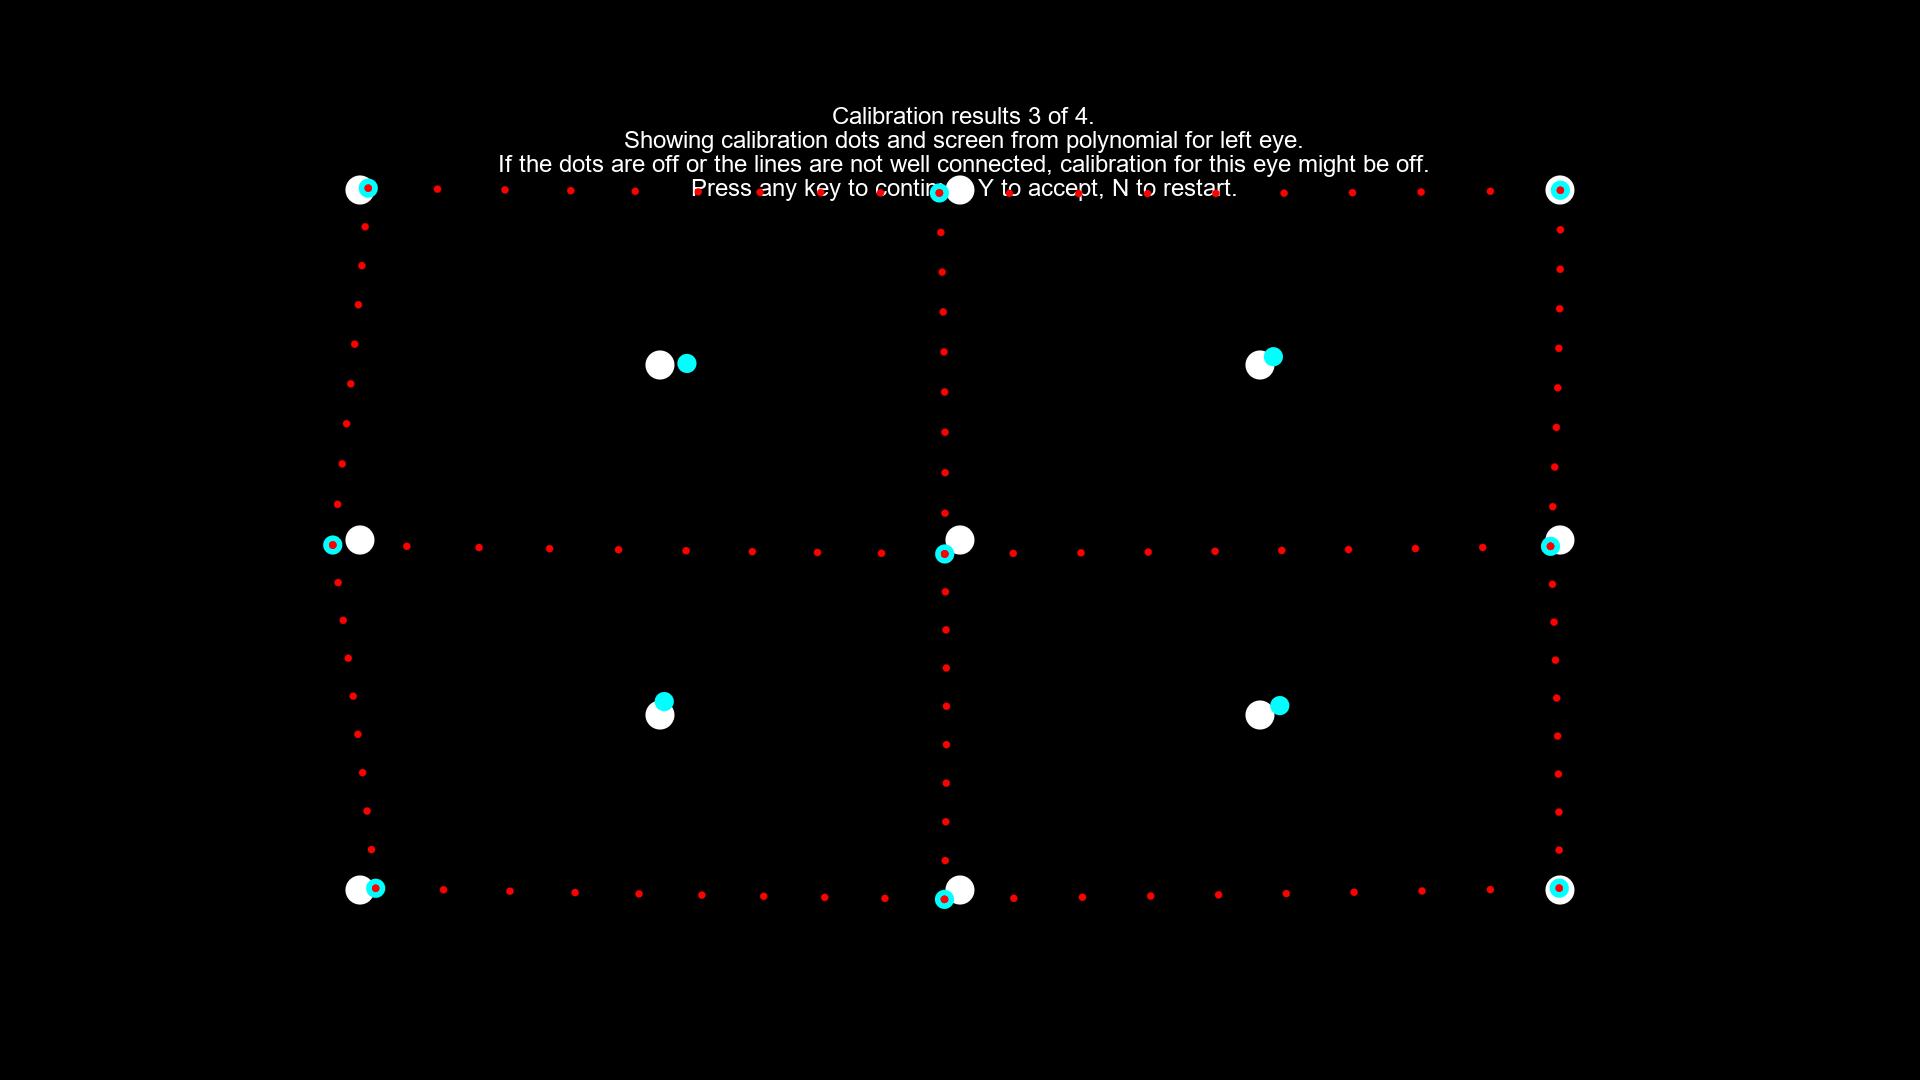 Calibration results 3 of 4.
Showing calibration dots and screen from polynomial for left eye.
If the dots are off or the lines are not well connected, calibration for this eye might be off.
Press any key to continue, Y to accept, N to restart.